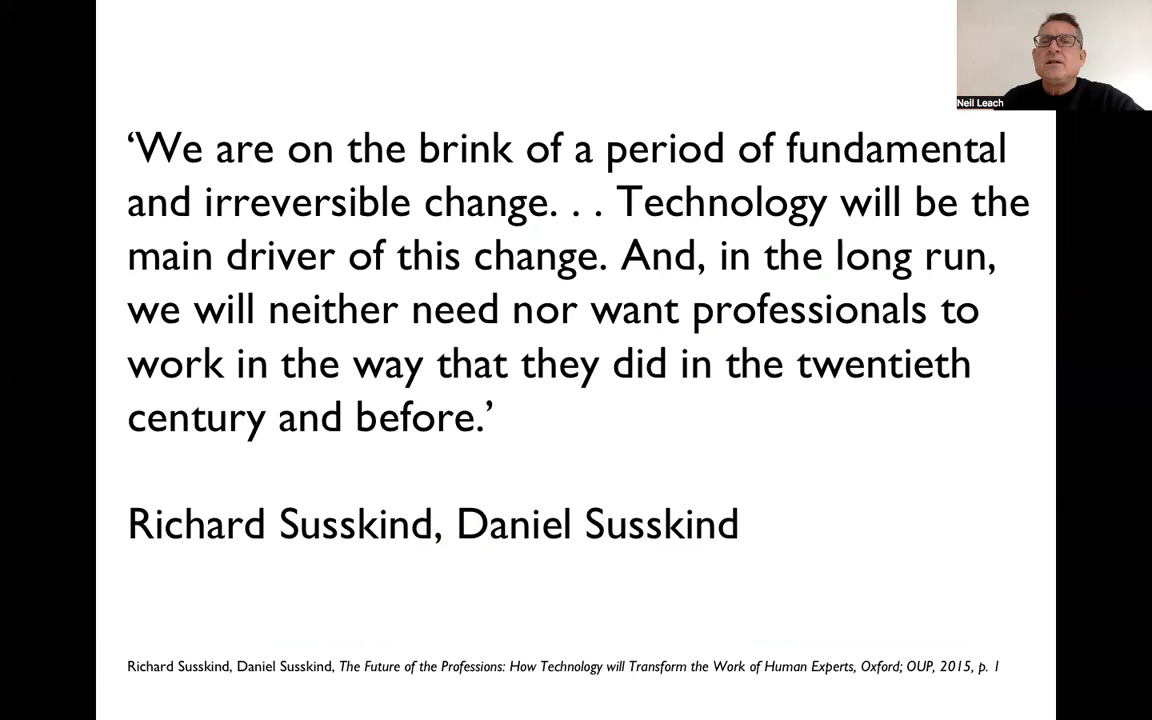 Neil Leach
‘We are on the brink of a period of fundamental
and irreversible change. . . Technology will be the
main driver of this change. And, in the long run,
we will neither need nor want professionals to
work in the way that they did in the twentieth
century and before.’
Richard Susskind, Daniel Susskind
Richard Susskind, Daniel Susskind, The Future of the Professions: How Technology will Transform the Work of Human Experts, Oxford; OUP, 2015, p. 1